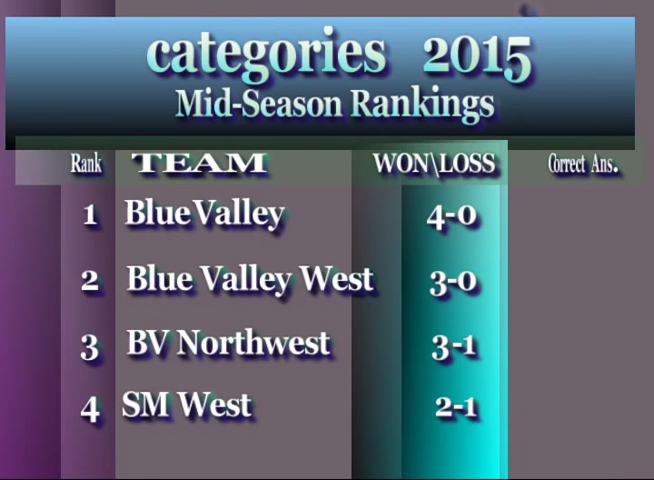 categories 2015
Mid-Season Rankings
Rank TEAM WON\LOSS Correct Ans.
1 Blue Valley 4-0
2 Blue Valley West 3-0
3 BV Northwest 3-1
4 SM West 2-1